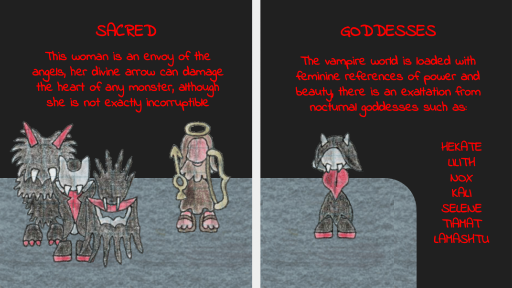 SACRED
This woman is an envoy of the
angels, her divine arrow can damage
the heart of any monster, although
she is not exactly incorruptible
GODDESSES
The vampire world is loaded with
feminine references of power and
beauty, there is an exaltation from
nocturnal goddesses such as:
HEKATE
LILITH
NOX
KALI
SELENE
TIAMAT
LAMASHTU